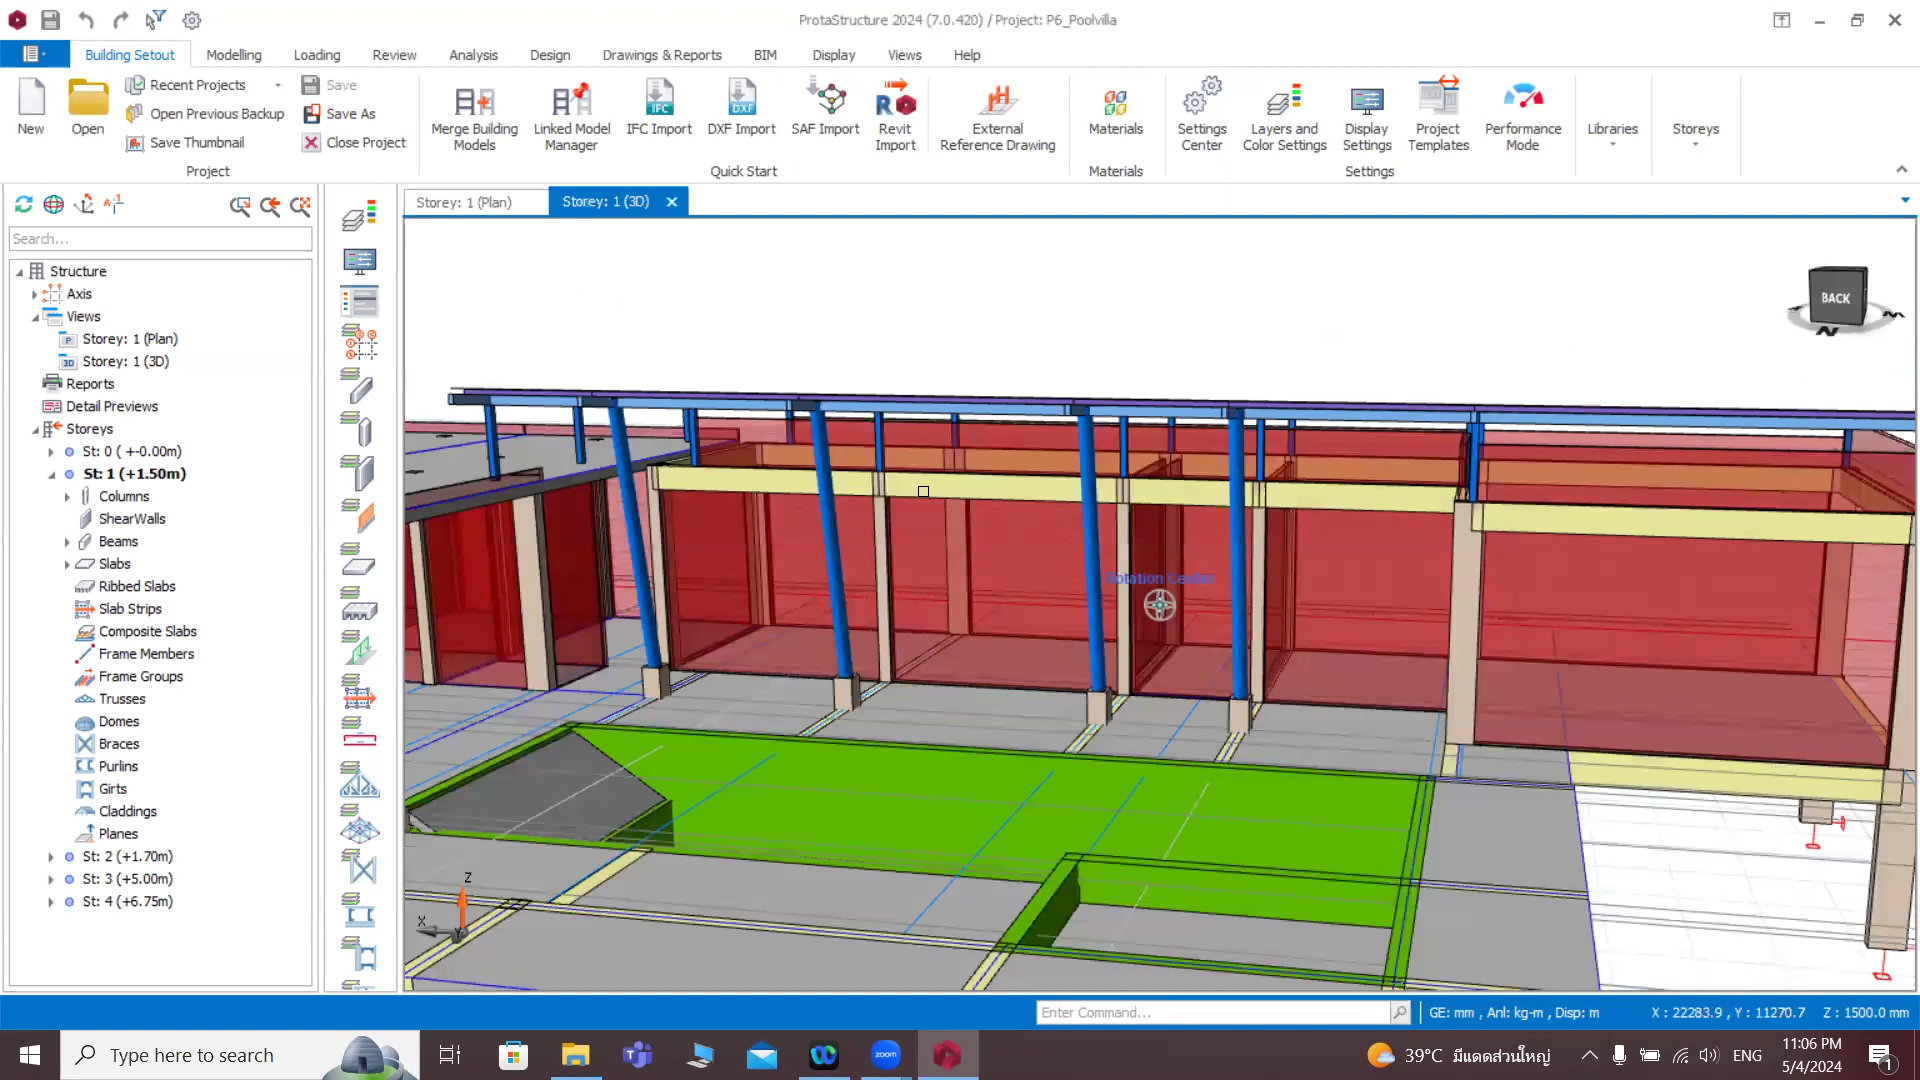 ProtaStructure 2024 (7.0.420) / Project: P6_Poolvilla
Building Setout
Modelling
Loading
Review
Analysis
Design
Drawings & Reports
BIM
Display
Views
Help
New
Open
Recent Projects
Open Previous Backup
Save Thumbnail
Save
Save As
Close Project
Project
Merge Building
Models
Linked Model
Manager
IFC
IFC Import
DXF
DXF Import
SAF Import
R
Revit
Import
Quick Start
External
Reference Drawing
Materials
Materials
Settings
Center
Layers and
Color Settings
Display
Settings
Project
Templates
Performance
Mode
Settings
Libraries
Storeys
Storey: 1 (Plan)
Storey: 1 (3D)
Search...
Structure
Axis
Views
P Storey: 1 (Plan)
3D Storey: 1 (3D)
Reports
Detail Previews
Storeys
St: 0 ( +-0.00m)
St: 1 (+1.50m)
Columns
ShearWalls
Beams
Slabs
Ribbed Slabs
Slab Strips
Composite Slabs
Frame Members
Frame Groups
Trusses
Domes
Braces
Purlins
Girts
Claddings
Planes
St: 2 (+1.70m)
St: 3 (+5.00m)
St: 4 (+6.75m)
BACK
N
Rotation Center
Z
X
Y
Enter Command...
GE: mm , Anl: kg-m , Disp: m
X : 22283.9 , Y : 11270.7
Z : 1500.0 mm
Type here to search
zoom
39°C มีแดดส่วนใหญ่
ENG
11:06 PM
5/4/2024
1